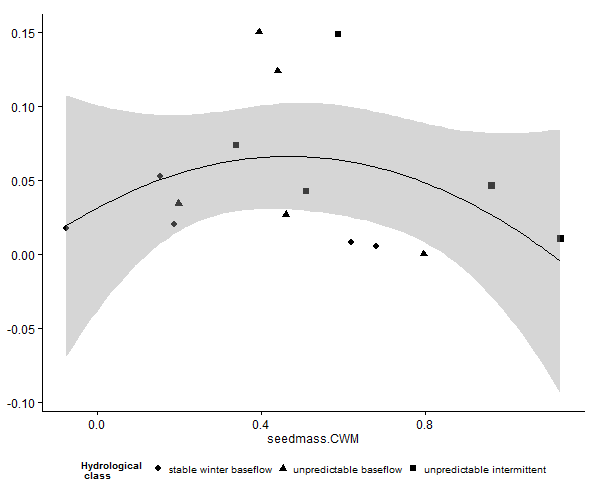 0.15
0.10
0.05
0.00
-0.05
-0.10
0.0 0.4 0.8
seedmass.CWM
Hydrological
class
stable winter baseflow unpredictable baseflow unpredictable intermittent